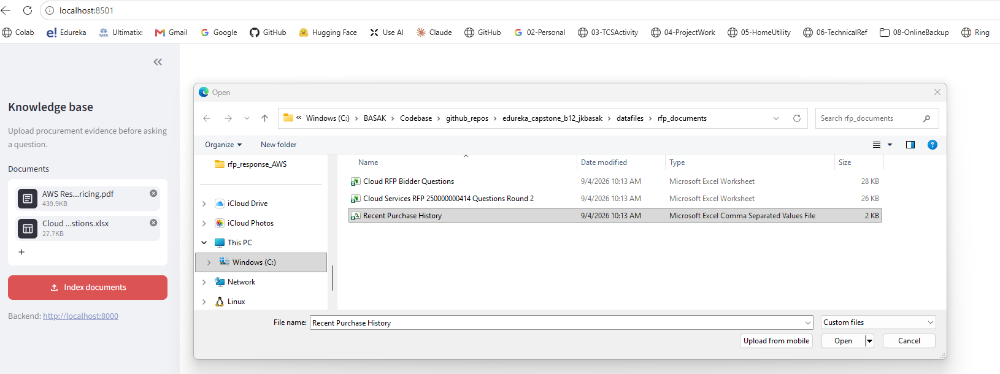 localhost:8501
Colab e! Edureka TATA Ultimatix: Gmail Google GitHub Hugging Face Use AI Claude GitHub 02-Personal 03-TCSActivity 04-ProjectWork 05-HomeUtility 06-TechnicalRef 08-OnlineBackup Ring
Knowledge base
Upload procurement evidence before asking
a question.
Documents
AWS Res...ricing.pdf
439.9KB
Cloud ...stions.xlsx
27.7KB
+
Index documents
Backend: http://localhost:8000
Open
« Windows (C:) › BASAK › Codebase › github_repos › edureka_capstone_b12_jkbasak › datafiles › rfp_documents
Search rfp_documents
Organize New folder
rfp_response_AWS
iCloud Drive
iCloud Photos
This PC
Windows (C:)
Network
Linux
Name Date modified Type Size
Cloud RFP Bidder Questions 9/4/2026 10:13 AM Microsoft Excel Worksheet 28 KB
Cloud Services RFP 250000000414 Questions Round 2 9/4/2026 10:13 AM Microsoft Excel Worksheet 26 KB
Recent Purchase History 9/4/2026 10:13 AM Microsoft Excel Comma Separated Values File 2 KB
File name: Recent Purchase History Custom files
Upload from mobile Open Cancel